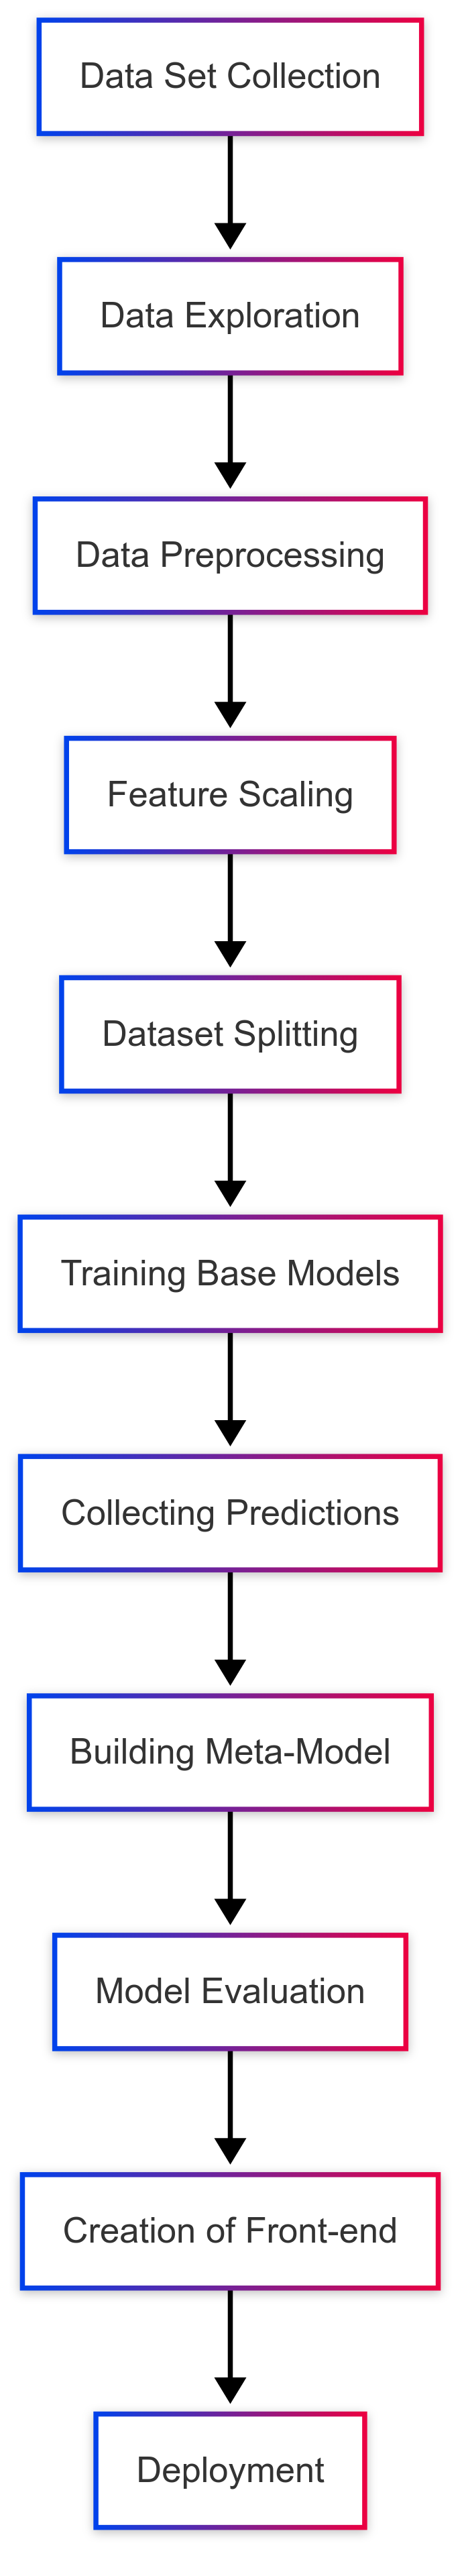 Data Set Collection
Data Exploration
Data Preprocessing
Feature Scaling
Dataset Splitting
Training Base Models
Collecting Predictions
Building Meta-Model
Model Evaluation
Creation of Front-end
Deployment